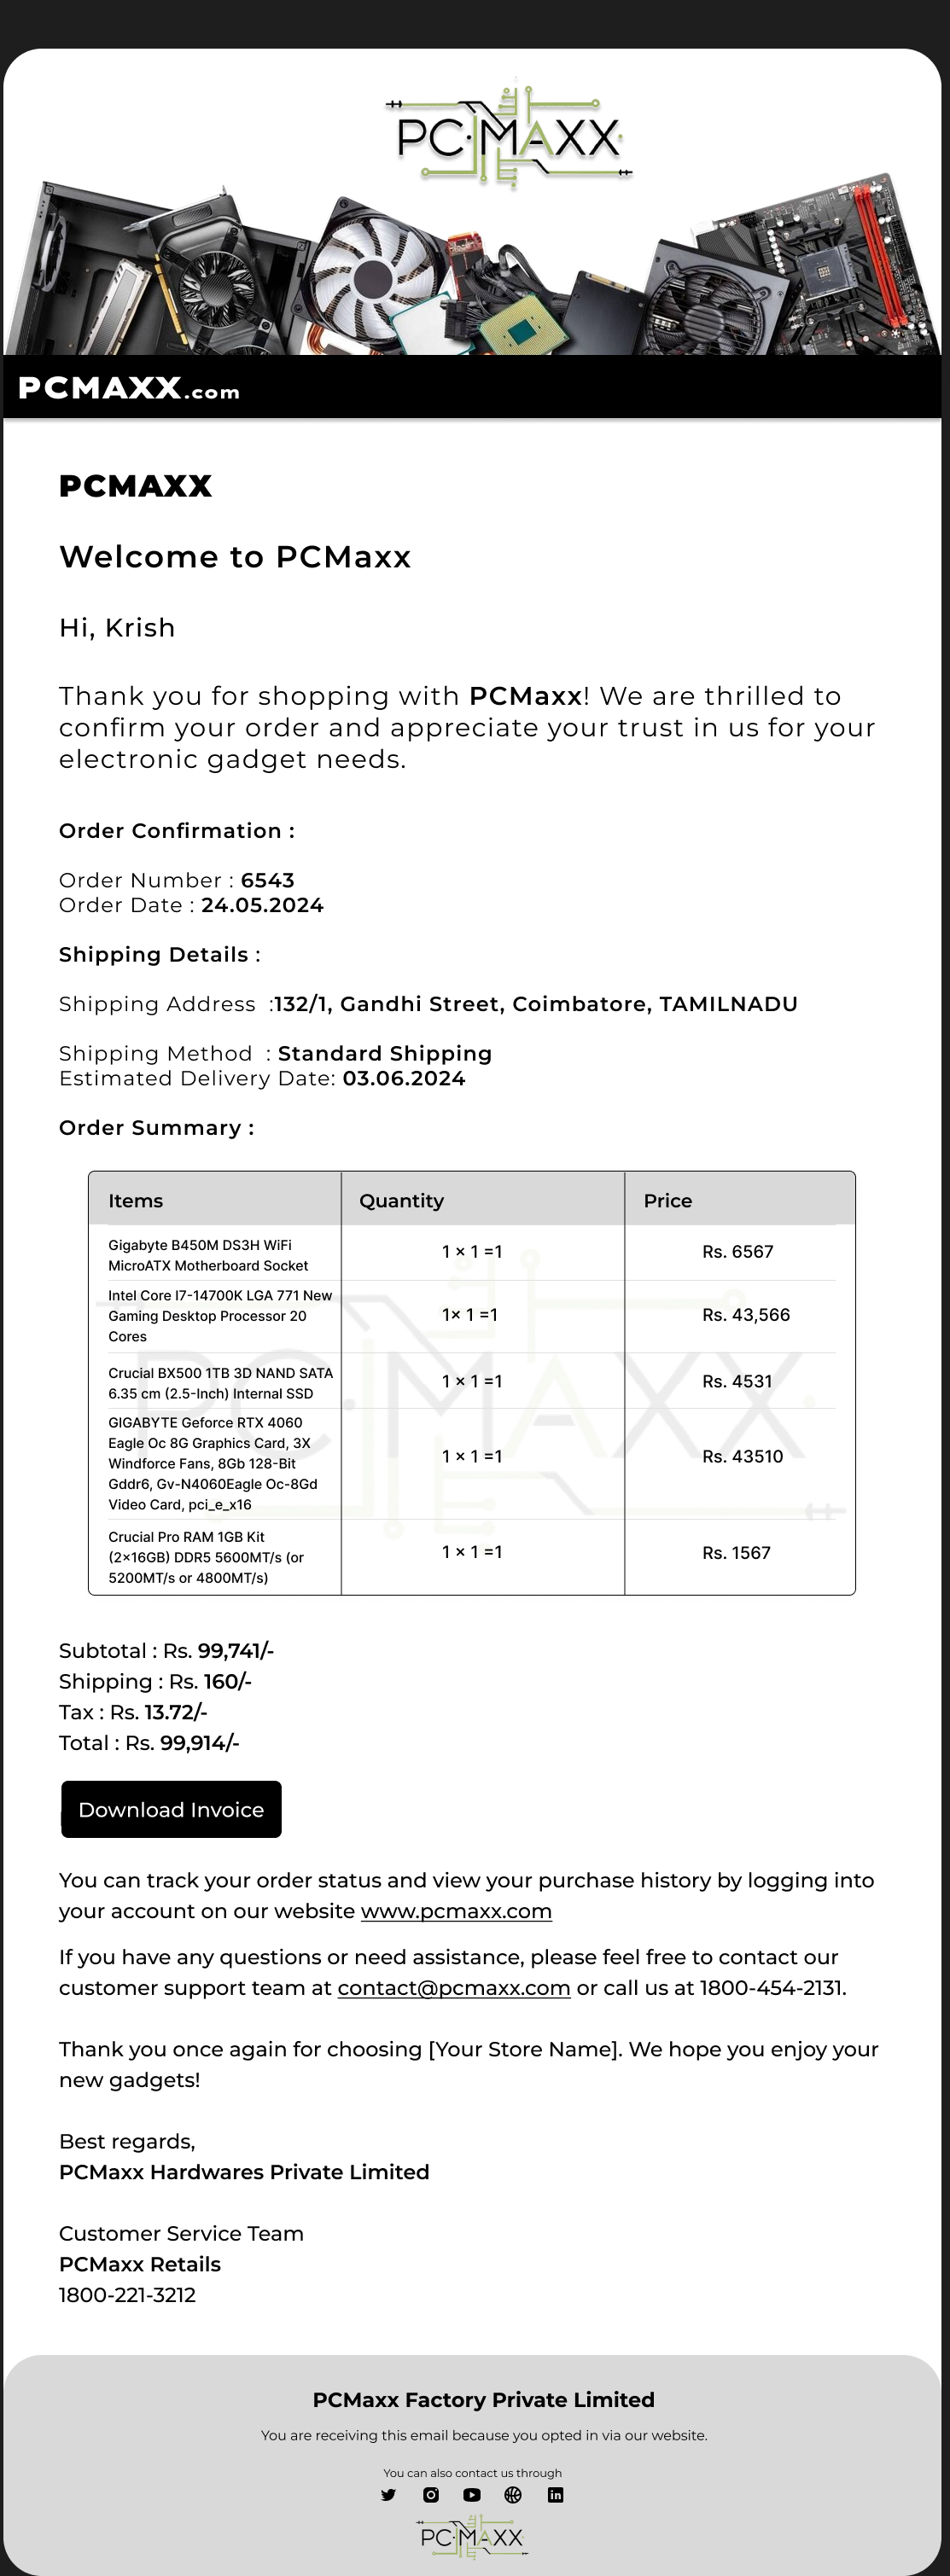 PC·MAXX
PCMAXX.com
PCMAXX
Welcome to PCMaxx
Hi, Krish
Thank you for shopping with PCMaxx! We are thrilled to
confirm your order and appreciate your trust in us for your
electronic gadget needs.
Order Confirmation :
Order Number : 6543
Order Date : 24.05.2024
Shipping Details :
Shipping Address  :132/1, Gandhi Street, Coimbatore, TAMILNADU
Shipping Method  : Standard Shipping
Estimated Delivery Date: 03.06.2024
Order Summary :
Items Quantity Price
Gigabyte B450M DS3H WiFi
MicroATX Motherboard Socket
1 × 1 =1 Rs. 6567
Intel Core I7-14700K LGA 771 New
Gaming Desktop Processor 20
Cores
1× 1 =1 Rs. 43,566
Crucial BX500 1TB 3D NAND SATA
6.35 cm (2.5-Inch) Internal SSD
1 × 1 =1 Rs. 4531
GIGABYTE Geforce RTX 4060
Eagle Oc 8G Graphics Card, 3X
Windforce Fans, 8Gb 128-Bit
Gddr6, Gv-N4060Eagle Oc-8Gd
Video Card, pci_e_x16
1 × 1 =1 Rs. 43510
Crucial Pro RAM 1GB Kit
(2×16GB) DDR5 5600MT/s (or
5200MT/s or 4800MT/s)
1 × 1 =1 Rs. 1567
PC·MAXX
Subtotal : Rs. 99,741/-
Shipping : Rs. 160/-
Tax : Rs. 13.72/-
Total : Rs. 99,914/-
Download Invoice
You can track your order status and view your purchase history by logging into
your account on our website www.pcmaxx.com
If you have any questions or need assistance, please feel free to contact our
customer support team at contact@pcmaxx.com or call us at 1800-454-2131.
Thank you once again for choosing [Your Store Name]. We hope you enjoy your
new gadgets!
Best regards,
PCMaxx Hardwares Private Limited
Customer Service Team
PCMaxx Retails
1800-221-3212
PCMaxx Factory Private Limited
You are receiving this email because you opted in via our website.
You can also contact us through
PC·MAXX